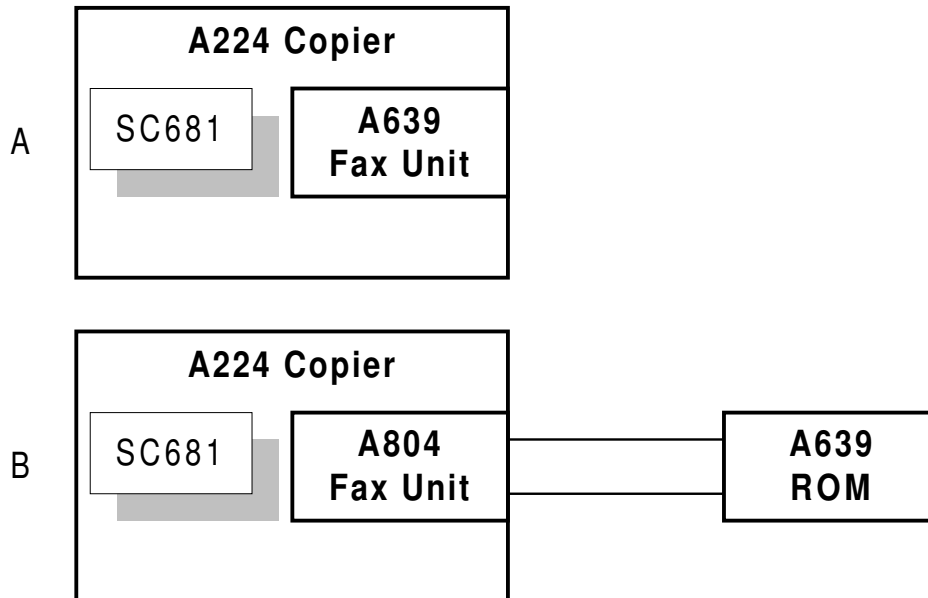 A224 Copier
A
SC681
A639
Fax Unit
A224 Copier
B
SC681
A804
Fax Unit
A639
ROM